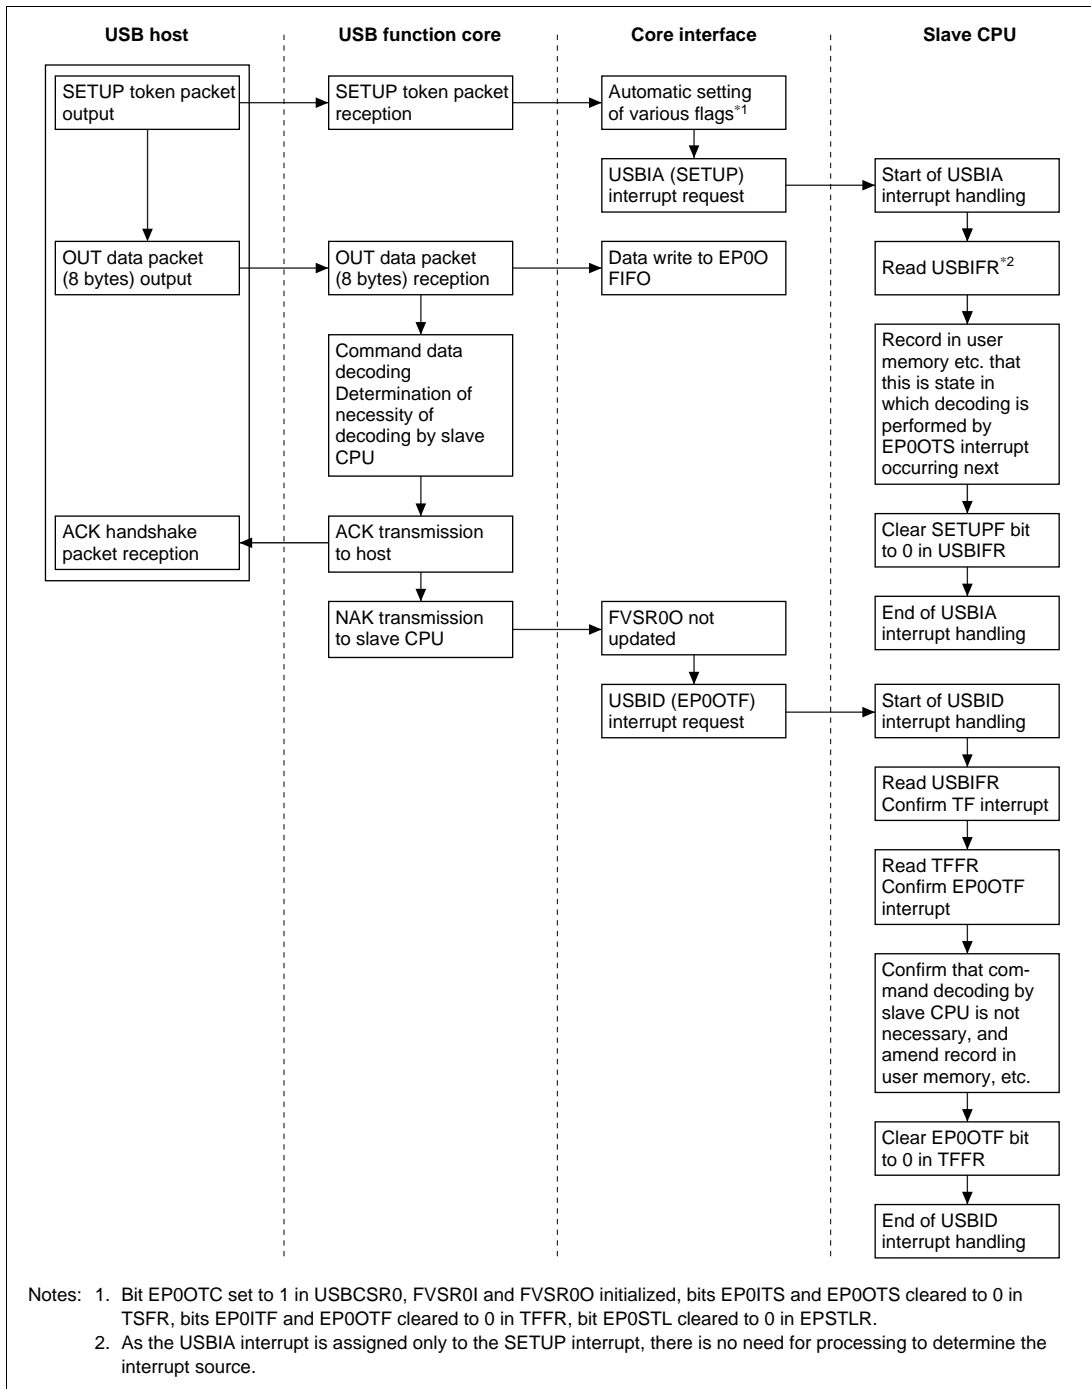 USB host
USB function core
Core interface
Slave CPU
SETUP token packet
output
SETUP token packet
reception
Automatic setting
of various flags*1
USBIA (SETUP)
interrupt request
Start of USBIA
interrupt handling
OUT data packet
(8 bytes) output
OUT data packet
(8 bytes) reception
Data write to EP0O
FIFO
Read USBIFR*2
Command data
decoding
Determination of
necessity of
decoding by slave
CPU
Record in user
memory etc. that
this is state in
which decoding is
performed by
EP0OTS interrupt
occurring next
ACK handshake
packet reception
ACK transmission
to host
Clear SETUPF bit
to 0 in USBIFR
NAK transmission
to slave CPU
FVSR0O not
updated
End of USBIA
interrupt handling
USBID (EP0OTF)
interrupt request
Start of USBID
interrupt handling
Read USBIFR
Confirm TF interrupt
Read TFFR
Confirm EP0OTF
interrupt
Confirm that com-
mand decoding by
slave CPU is not
necessary, and
amend record in
user memory, etc.
Clear EP0OTF bit
to 0 in TFFR
End of USBID
interrupt handling
Notes: 1. Bit EP0OTC set to 1 in USBCSR0, FVSR0I and FVSR0O initialized, bits EP0ITS and EP0OTS cleared to 0 in
TSFR, bits EP0ITF and EP0OTF cleared to 0 in TFFR, bit EP0STL cleared to 0 in EPSTLR.
2. As the USBIA interrupt is assigned only to the SETUP interrupt, there is no need for processing to determine the
interrupt source.